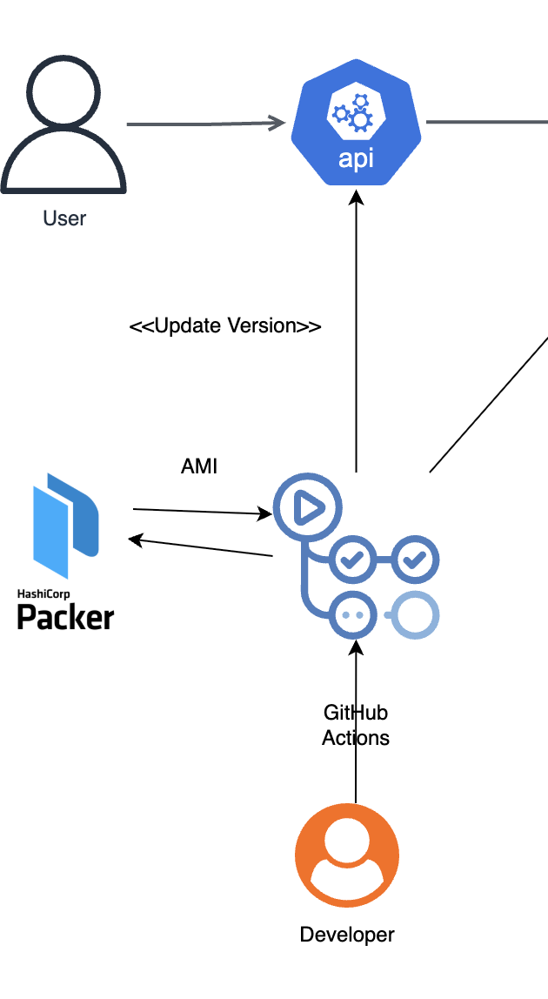 api
User
<<Update Version>>
AMI
HashiCorp
Packer
GitHub
Actions
Developer